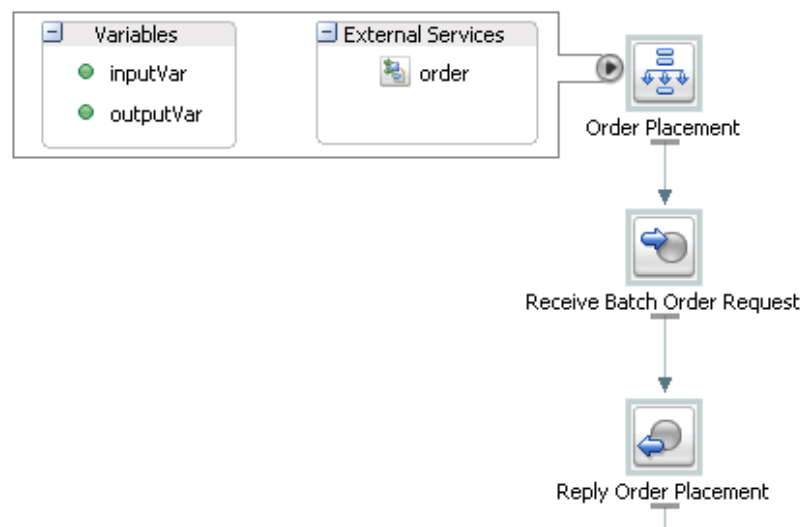 Variables
inputVar
outputVar
External Services
order
Order Placement
Receive Batch Order Request
Reply Order Placement